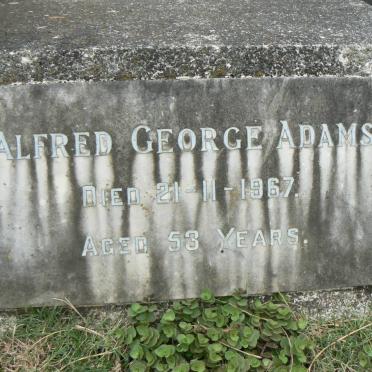 ALFRED GEORGE ADAMS
DIED 21-11-1967.
AGED 53 YEARS.